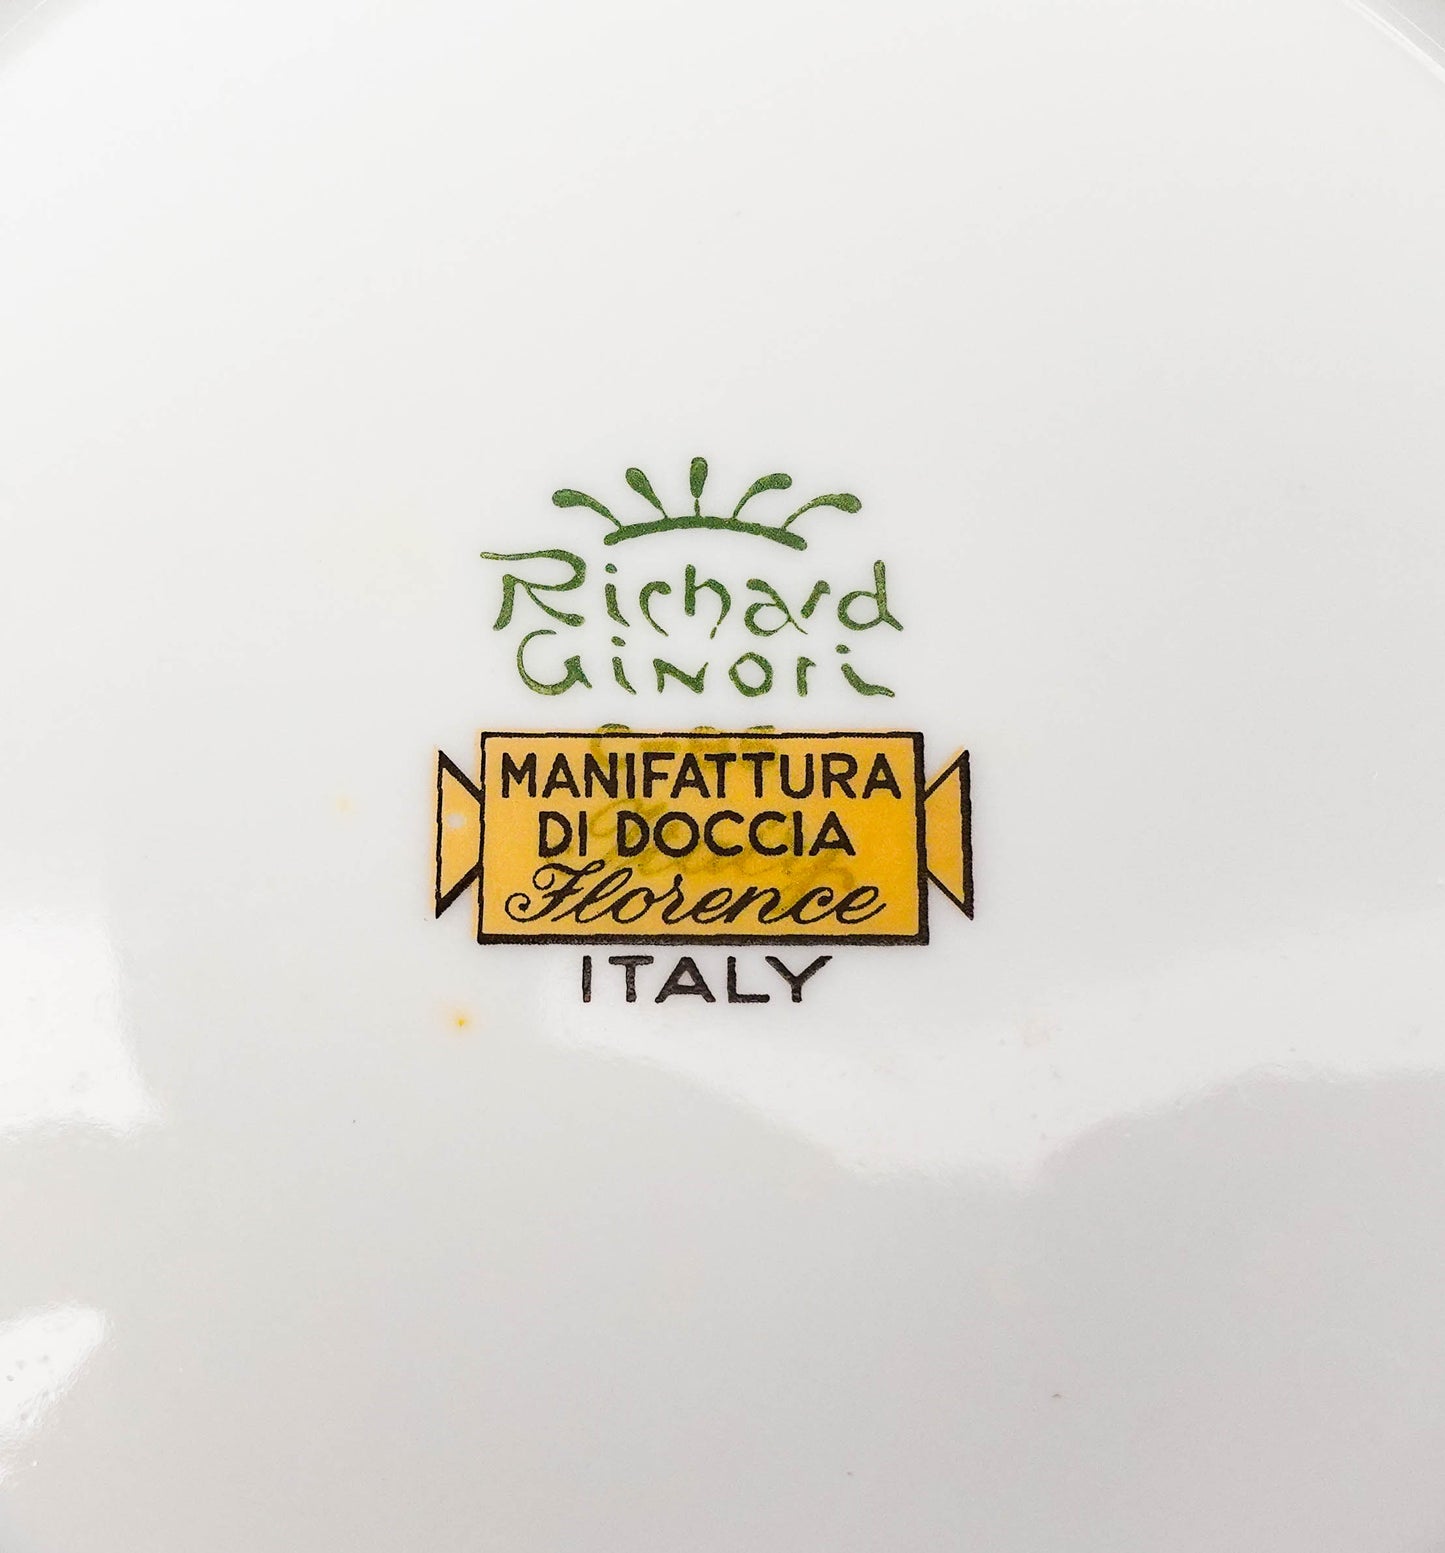 Richard
Ginori
MANIFATTURA
DI DOCCIA
Florence
ITALY